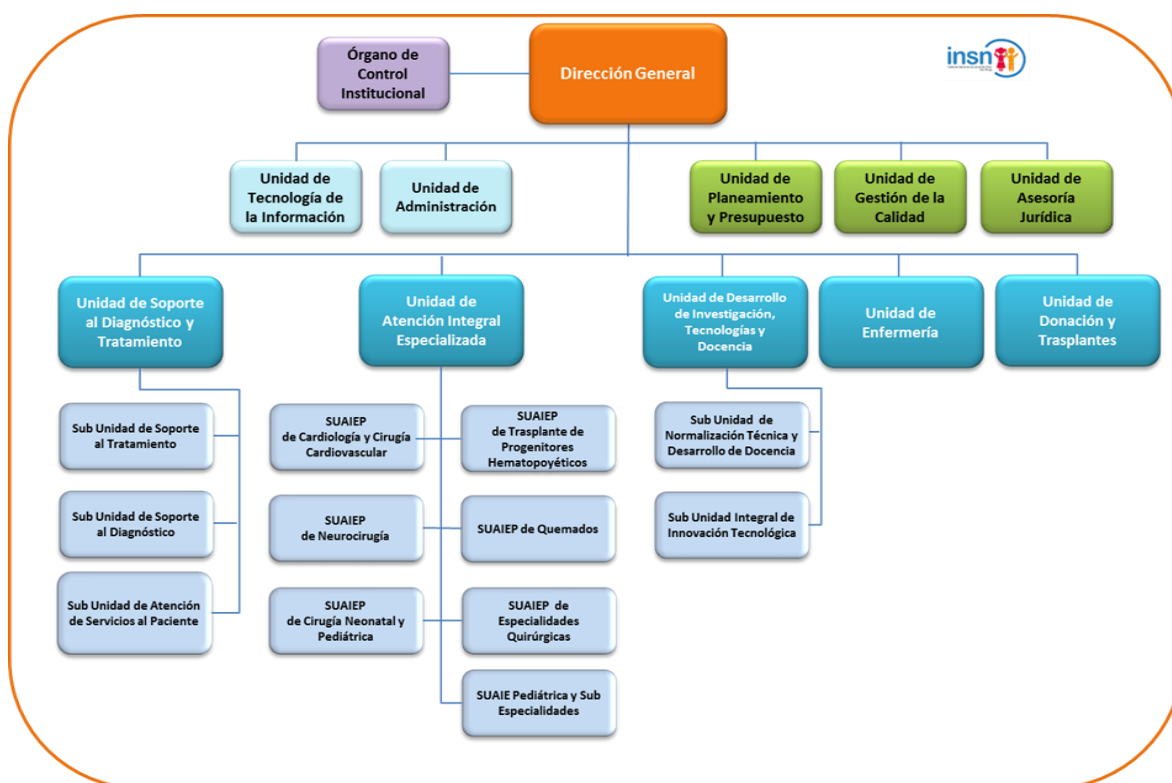 Órgano de
Control
Institucional
Dirección General
insn
Unidad de
Tecnología de
la Información
Unidad de
Administración
Unidad de
Planeamiento
y Presupuesto
Unidad de
Gestión de la
Calidad
Unidad de
Asesoría
Jurídica
Unidad de Soporte
al Diagnóstico y
Tratamiento
Unidad de
Atención Integral
Especializada
Unidad de Desarrollo
de Investigación,
Tecnologías y
Docencia
Unidad de
Enfermería
Unidad de
Donación y
Trasplantes
Sub Unidad de Soporte
al Tratamiento
Sub Unidad de Soporte
al Diagnóstico
Sub Unidad de Atención
de Servicios al Paciente
SUAIEP
de Cardiología y Cirugía
Cardiovascular
SUAIEP
de Trasplante de
Progenitores
Hematopoyéticos
SUAIEP
de Neurocirugía
SUAIEP de Quemados
SUAIEP
de Cirugía Neonatal y
Pediátrica
SUAIEP de
Especialidades
Quirúrgicas
SUAIE Pediátrica y Sub
Especialidades
Sub Unidad de
Normalización Técnica y
Desarrollo de Docencia
Sub Unidad Integral de
Innovación Tecnológica